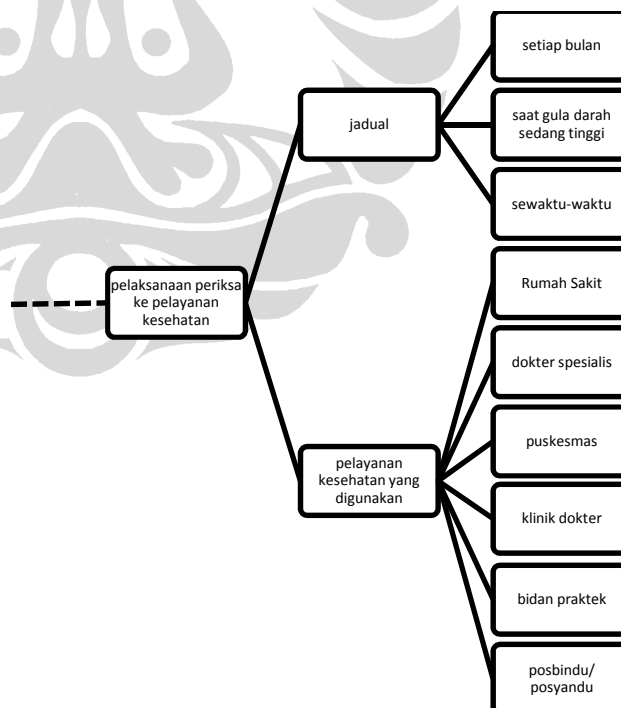 pelaksanaan periksa
ke pelayanan
kesehatan
jadual
setiap bulan
saat gula darah
sedang tinggi
sewaktu-waktu
pelayanan
kesehatan yang
digunakan
Rumah Sakit
dokter spesialis
puskesmas
klinik dokter
bidan praktek
posbindu/
posyandu